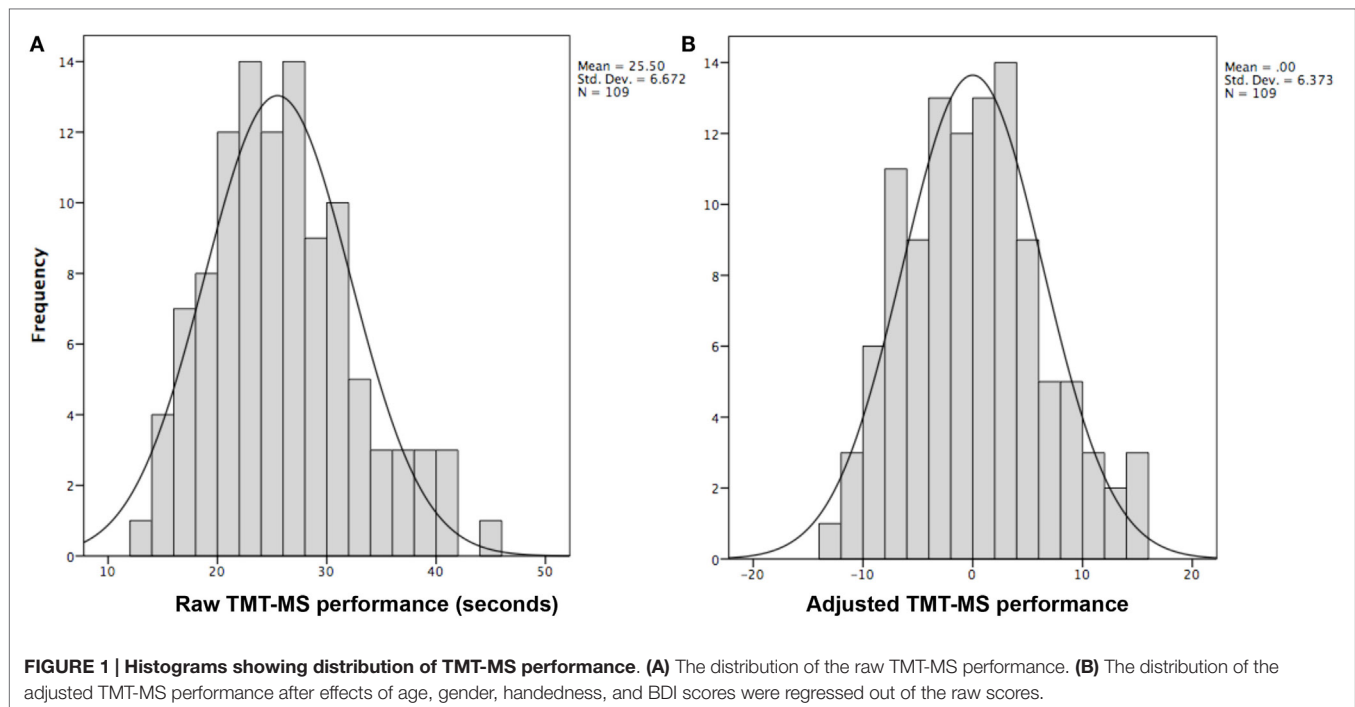 A
Mean = 25.50
Std. Dev. = 6.672
N = 109
Frequency
14
12
10
8
6
4
2
0
10 20 30 40 50
Raw TMT-MS performance (seconds)
B
Mean = .00
Std. Dev. = 6.373
N = 109
14
12
10
8
6
4
2
0
−20 −10 0 10 20
Adjusted TMT-MS performance
FIGURE 1 | Histograms showing distribution of TMT-MS performance. (A) The distribution of the raw TMT-MS performance. (B) The distribution of the
adjusted TMT-MS performance after effects of age, gender, handedness, and BDI scores were regressed out of the raw scores.